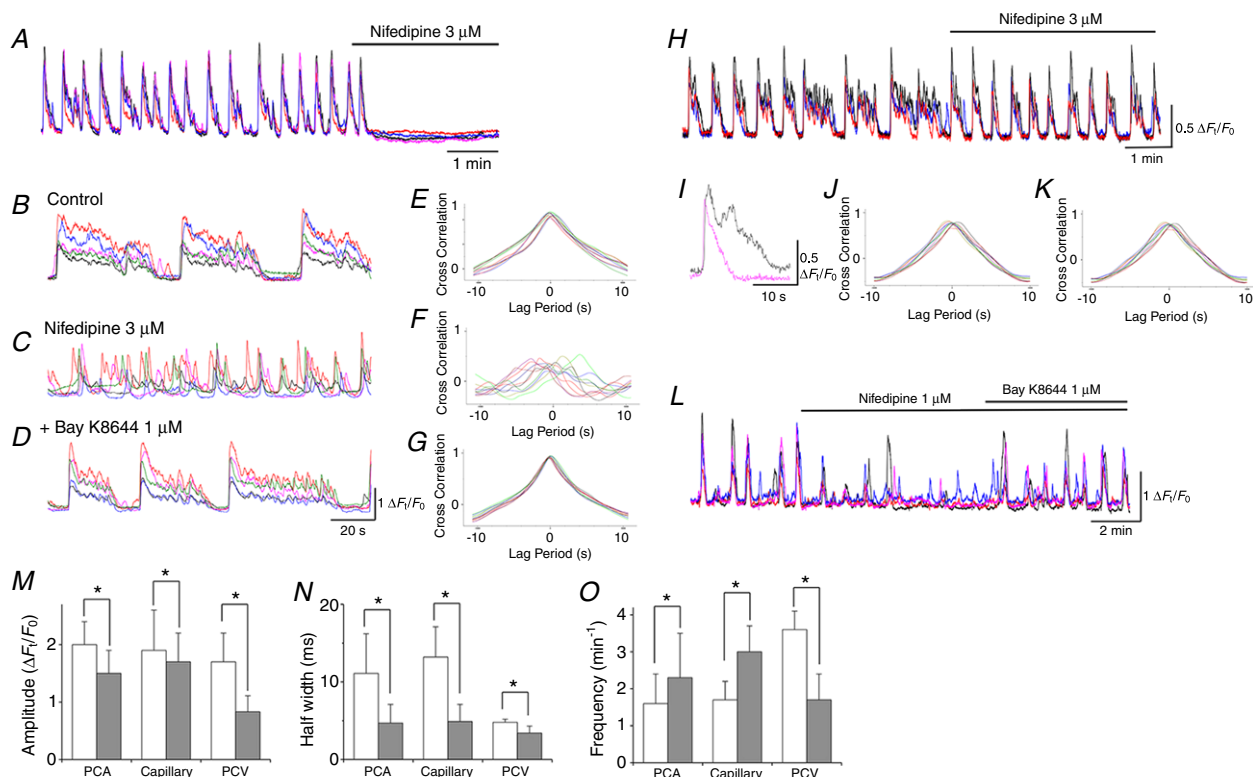 A
Nifedipine 3 µM
1 min
B
Control
C
Nifedipine 3 µM
D
+ Bay K8644 1 µM
1 ΔFt/F0
20 s
E
Cross Correlation
1
0
-10
0
10
Lag Period (s)
F
Cross Correlation
1
0
-10
0
10
Lag Period (s)
G
Cross Correlation
1
0
-10
0
10
Lag Period (s)
H
Nifedipine 3 µM
0.5 ΔFt/F0
1 min
I
0.5
ΔFt/F0
10 s
J
Cross Correlation
1
0
-10
0
10
Lag Period (s)
K
Cross Correlation
1
0
-10
0
10
Lag Period (s)
L
Nifedipine 1 µM
Bay K8644 1 µM
1 ΔFt/F0
2 min
M
Amplitude (ΔFt/F0)
2
1
0
*
*
*
PCA
Capillary
PCV
N
Half width (ms)
20
10
0
*
*
*
PCA
Capillary
PCV
O
Frequency (min-1)
4
3
2
1
0
*
*
*
PCA
Capillary
PCV